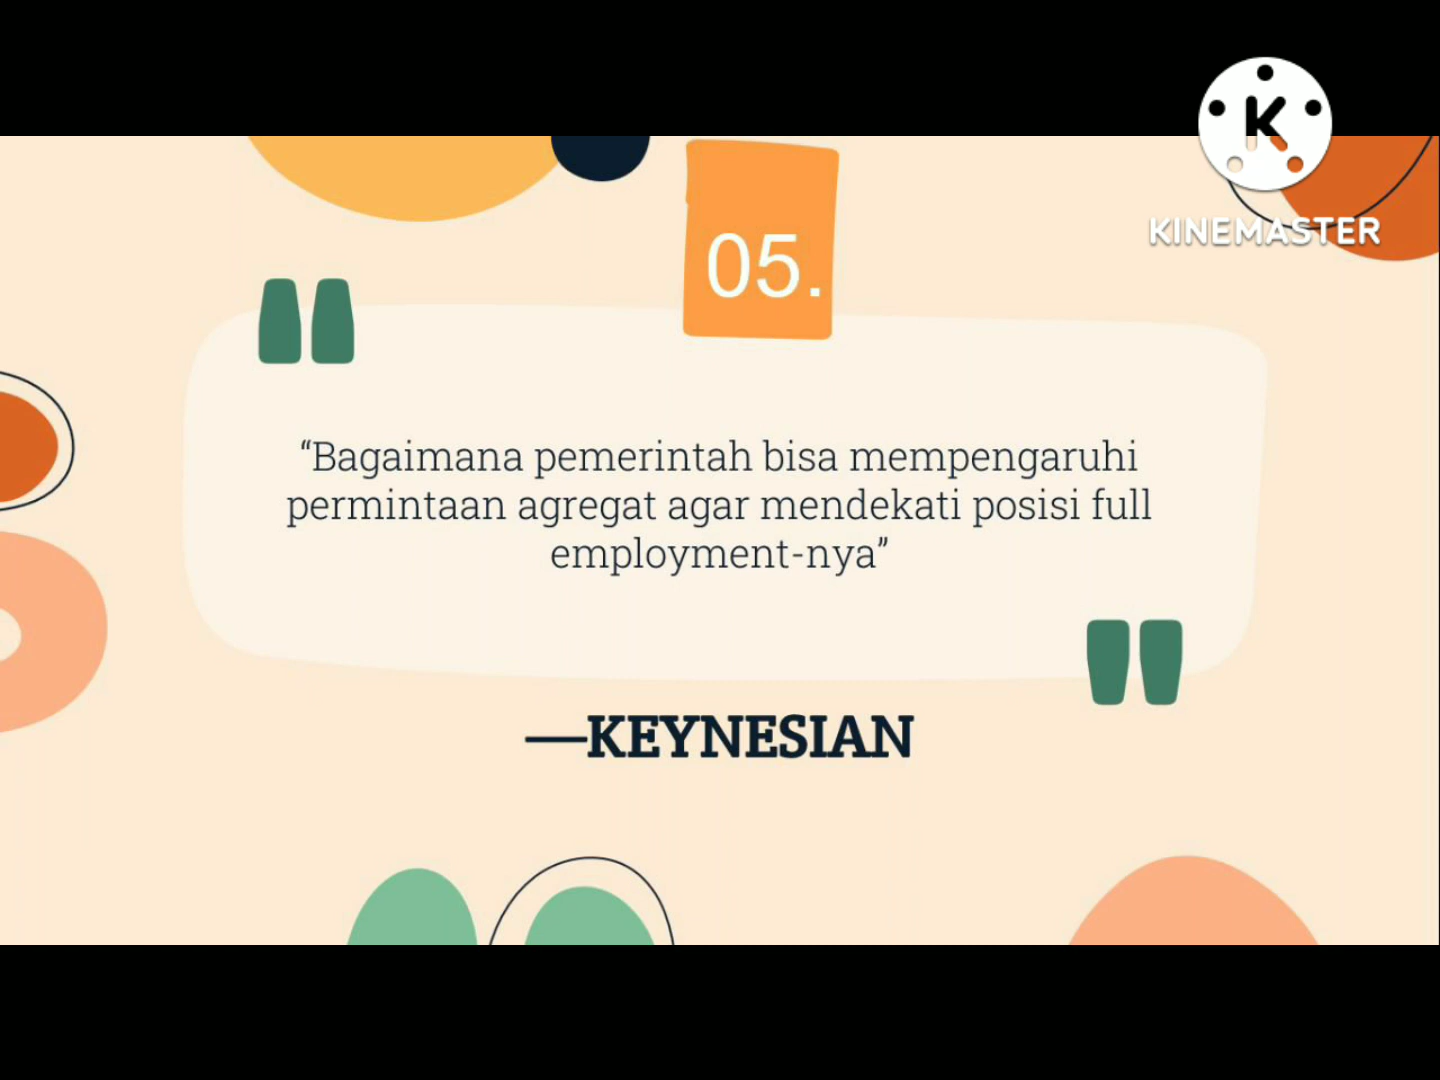 K
KINEMASTER
05.
“Bagaimana pemerintah bisa mempengaruhi
permintaan agregat agar mendekati posisi full
employment-nya”
—KEYNESIAN